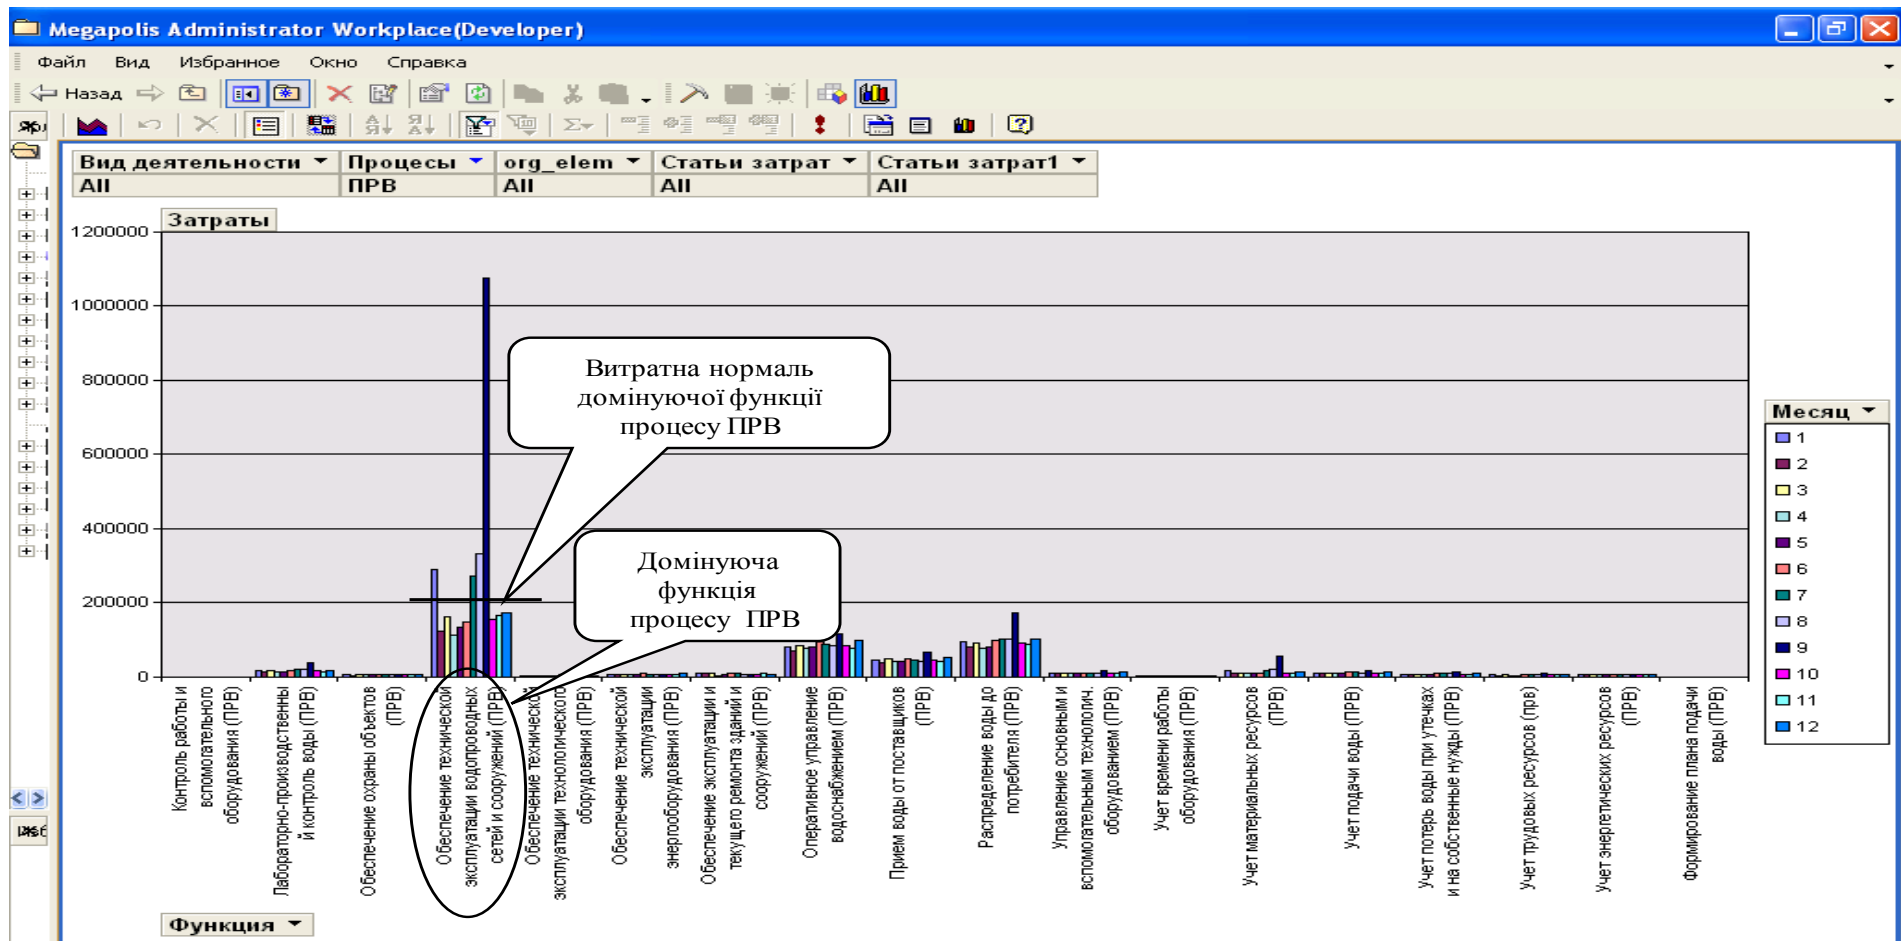 Megapolis Administrator Workplace(Developer)
Файл Вид Избранное Окно Справка
Назад
Вид деятельности Процесы org_elem Статьи затрат Статьи затрат1
All ПРВ All All All
Затраты
1200000
1000000
800000
600000
400000
200000
0
Витратна нормаль
домінуючої функції
процесу ПРВ
Домінуюча
функція
процесу ПРВ
Месяц
1
2
3
4
5
6
7
8
9
10
11
12
Контроль работы и
вспомогательного
оборудования (ПРВ)
Лабораторно-производственны
й контроль воды (ПРВ)
Обеспечение охраны объектов
(ПРВ)
Обеспечение технической
эксплуатации водопроводных
сетей и сооружений (ПРВ)
Обеспечение технической
эксплуатации технологическо
оборудования (ПРВ)
Обеспечение технической
эксплуатации
энергооборудования (ПРВ)
Обеспечение эксплуатации и
текущего ремонта зданий и
сооружений (ПРВ)
Оперативное управление
водоснабжением (ПРВ)
Прием воды от поставщиков
(ПРВ)
Распределение воды до
потребителя (ПРВ)
Управление основным и
вспомогательным технологич.
оборудованием (ПРВ)
Учет времени работы
оборудования (ПРВ)
Учет материальных ресурсов
(ПРВ)
Учет подачи воды (ПРВ)
Учет потерь воды при утечках
и на собственные нужды (ПРВ)
Учет трудовых ресурсов (прв)
Учет энергетических ресурсов
(ПРВ)
Формирование плана подачи
воды (ПРВ)
Функция